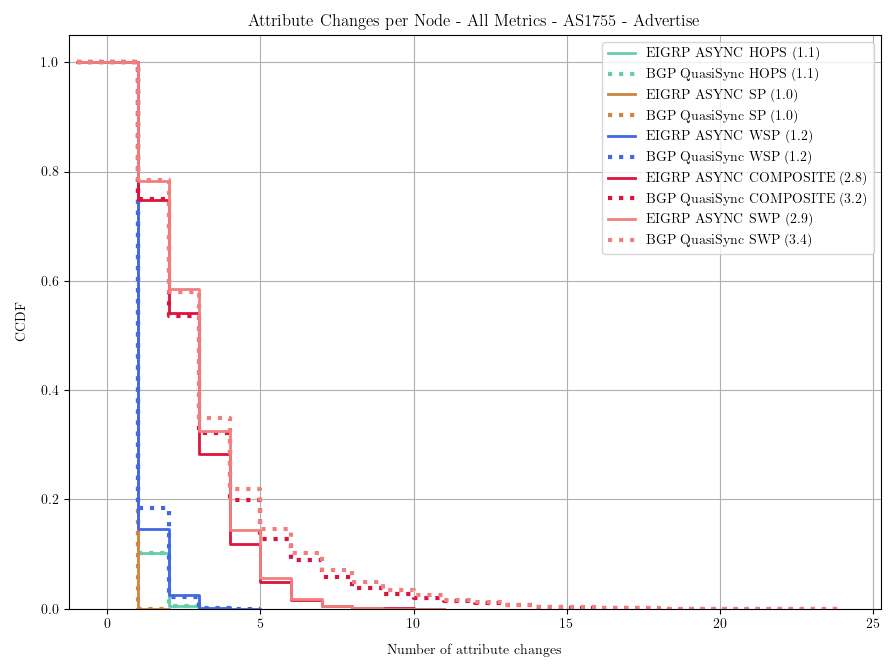 Attribute Changes per Node - All Metrics - AS1755 - Advertise
EIGRP ASYNC HOPS (1.1)
BGP QuasiSync HOPS (1.1)
EIGRP ASYNC SP (1.0)
BGP QuasiSync SP (1.0)
EIGRP ASYNC WSP (1.2)
BGP QuasiSync WSP (1.2)
EIGRP ASYNC COMPOSITE (2.8)
BGP QuasiSync COMPOSITE (3.2)
EIGRP ASYNC SWP (2.9)
BGP QuasiSync SWP (3.4)
1.0
0.8
0.6
0.4
0.2
0.0
CCDF
0 5 10 15 20 25
Number of attribute changes